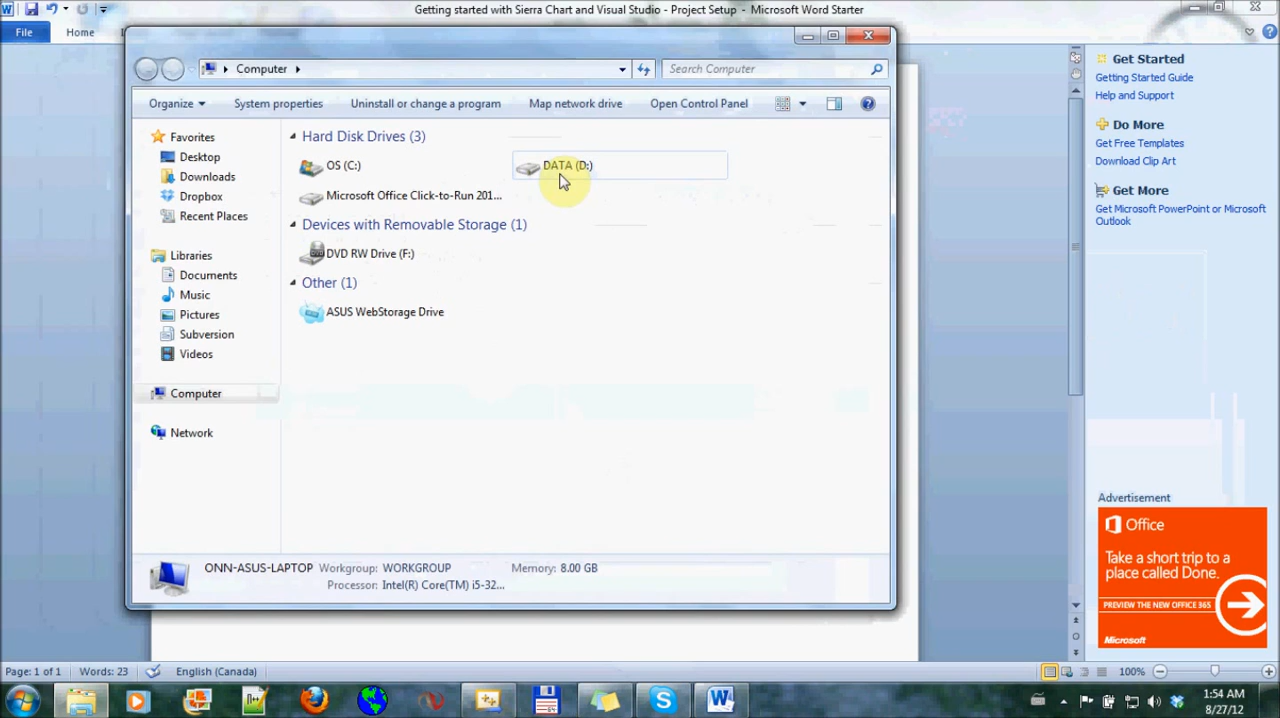 Getting started with Sierra Chart and Visual Studio - Project Setup - Microsoft Word Starter
File
Home
Computer
Search Computer
Organize
System properties
Uninstall or change a program
Map network drive
Open Control Panel
Favorites
Desktop
Downloads
Dropbox
Recent Places
Libraries
Documents
Music
Pictures
Subversion
Videos
Computer
Network
Hard Disk Drives (3)
OS (C:)
DATA (D:)
Microsoft Office Click-to-Run 201...
Devices with Removable Storage (1)
DVD RW Drive (F:)
Other (1)
ASUS WebStorage Drive
ONN-ASUS-LAPTOP Workgroup: WORKGROUP Memory: 8.00 GB
Processor: Intel(R) Core(TM) i5-32...
Get Started
Getting Started Guide
Help and Support
Do More
Get Free Templates
Download Clip Art
Get More
Get Microsoft PowerPoint or Microsoft
Outlook
Advertisement
Office
Take a short trip to a
place called Done.
PREVIEW THE NEW OFFICE 365
Microsoft
Page: 1 of 1
Words: 23
English (Canada)
100%
1:54 AM
8/27/12